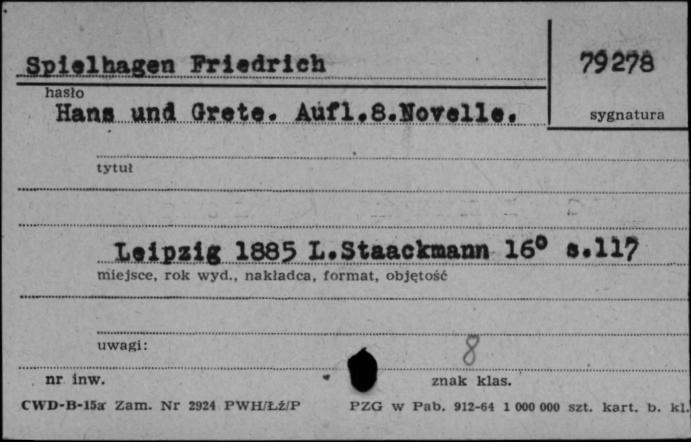 Spielhagen Friedrich
79278
hasło
Hans und Grete. Aufl.8.Novelle.
sygnatura
tytuł
Leipzig 1885 L.Staackmann 16° s.117
miejsce, rok wyd., nakładca, format, objętość
uwagi:
8
nr inw.
znak klas.
CWD-B-15a Zam. Nr 2924 PWH/Łź/P PZG w Pab. 912-64 1 000 000 szt. kart. b. kl.